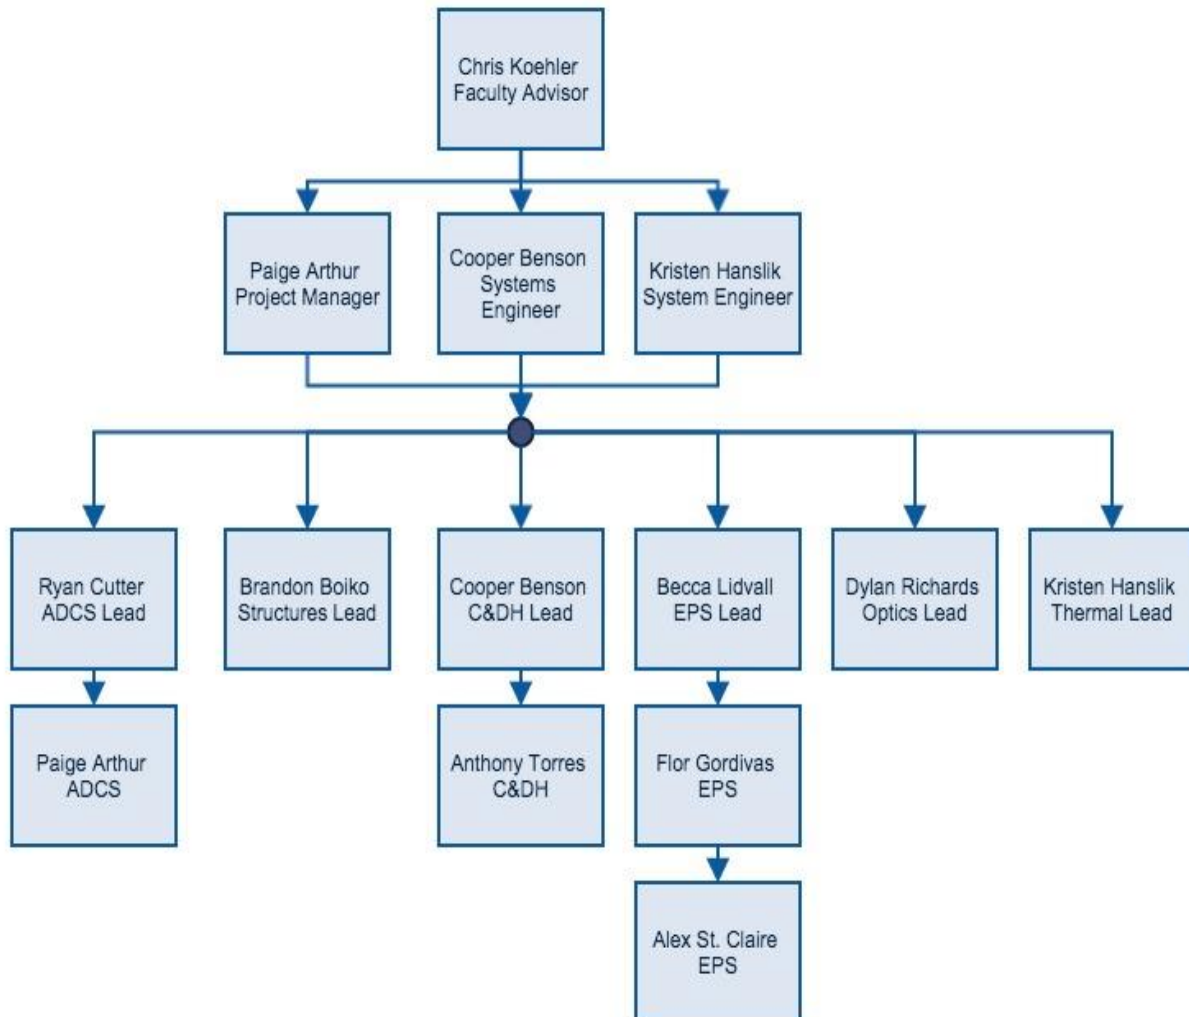 Chris Koehler
Faculty Advisor
Paige Arthur
Project Manager
Cooper Benson
Systems
Engineer
Kristen Hanslik
System Engineer
Ryan Cutter
ADCS Lead
Brandon Boiko
Structures Lead
Cooper Benson
C&DH Lead
Becca Lidvall
EPS Lead
Dylan Richards
Optics Lead
Kristen Hanslik
Thermal Lead
Paige Arthur
ADCS
Anthony Torres
C&DH
Flor Gordivas
EPS
Alex St. Claire
EPS